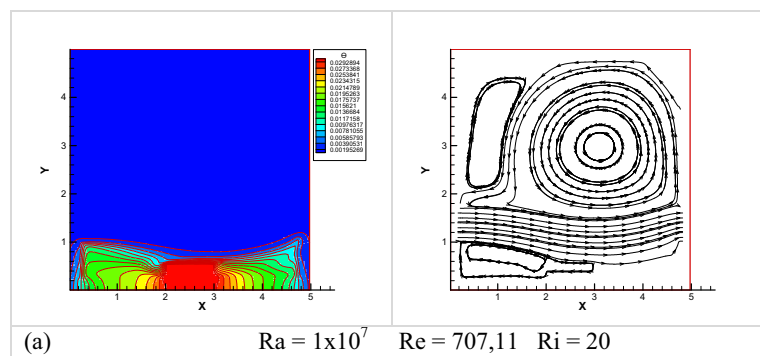 Θ
0.0292894
0.0273368
0.0253841
0.0234315
0.0214789
0.0195263
0.0175737
0.015621
0.0136684
0.0117158
0.00976317
0.00781055
0.00585793
0.00390531
0.00195269
4
3
2
1
Y
1 2 3 4 5
X
4
3
2
1
Y
1 2 3 4 5
X
(a) Ra = 1x10⁷ Re = 707,11 Ri = 20